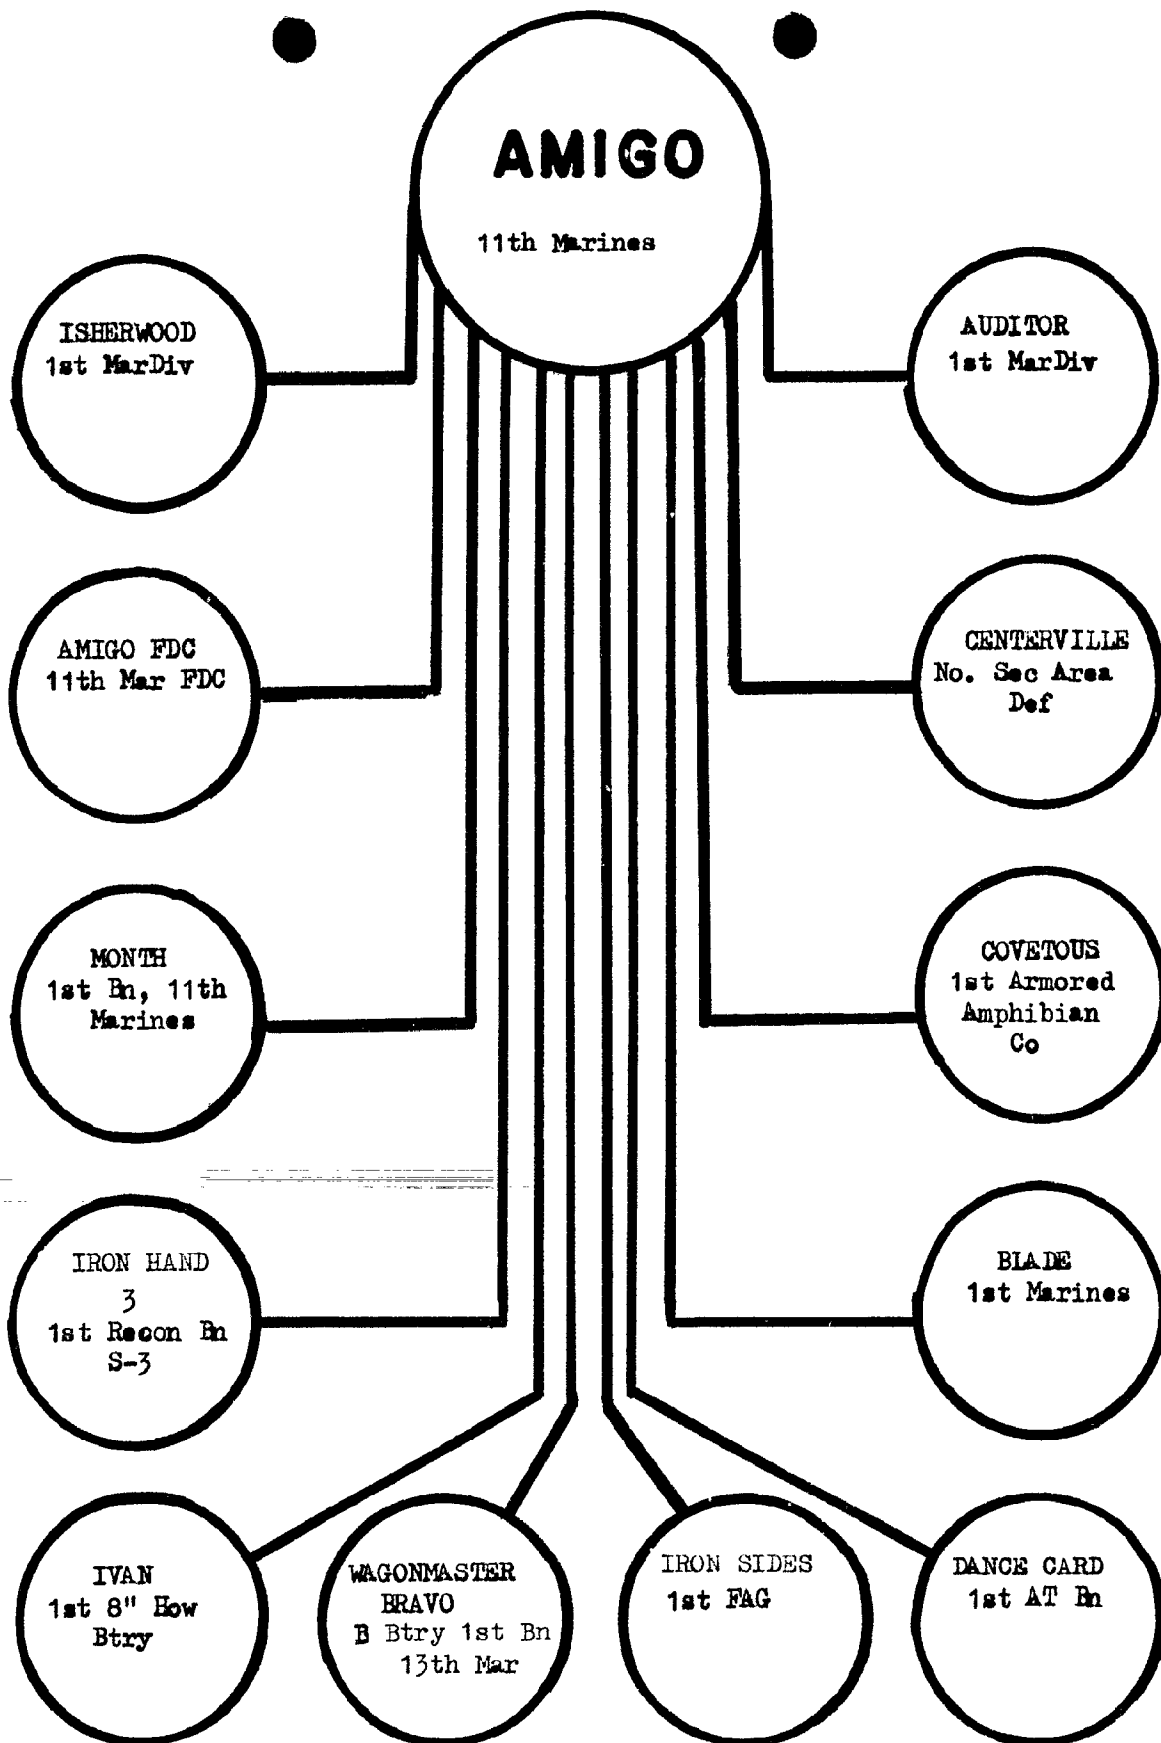 AMIGO
11th Marines
ISHERWOOD
1st MarDiv
AUDITOR
1st MarDiv
AMIGO FDC
11th Mar FDC
CENTERVILLE
No. Sec Area
Def
MONTH
1st Bn, 11th
Marines
COVETOUS
1st Armored
Amphibian
Co
IRON HAND
3
1st Recon Bn
S-3
BLADE
1st Marines
IVAN
1st 8" How
Btry
WAGONMASTER
BRAVO
B Btry 1st Bn
13th Mar
IRON SIDES
1st FAG
DANCE CARD
1st AT Bn